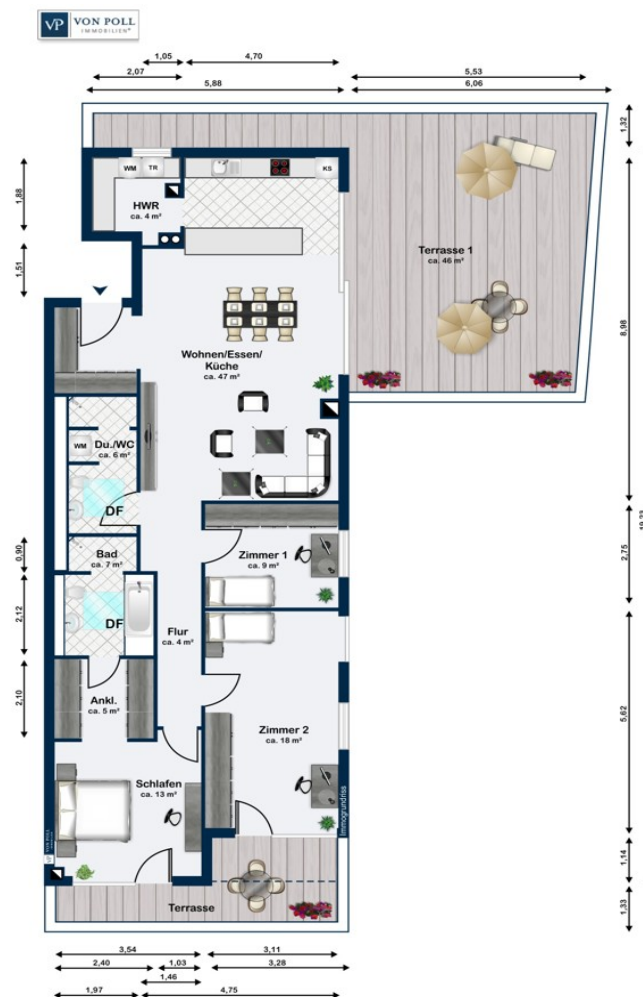 VP VON POLL
IMMOBILIEN®
1,05
4,70
5,53
2,07
5,88
6,06
1,32
WM TR
KS
HWR
ca. 4 m²
1,88
Terrasse 1
ca. 46 m²
1,51
8,98
Wohnen/Essen/
Küche
ca. 47 m²
WM
Du./WC
ca. 6 m²
DF
19,23
0,90
Bad
ca. 7 m²
Zimmer 1
ca. 9 m²
2,75
2,12
DF
Flur
ca. 4 m²
2,10
Ankl.
ca. 5 m²
Zimmer 2
ca. 18 m²
5,62
Schlafen
ca. 13 m²
Immogrundriss
VP VON POLL
1,14
Terrasse
1,33
3,54
3,11
2,40
1,03
3,28
1,46
1,97
4,75